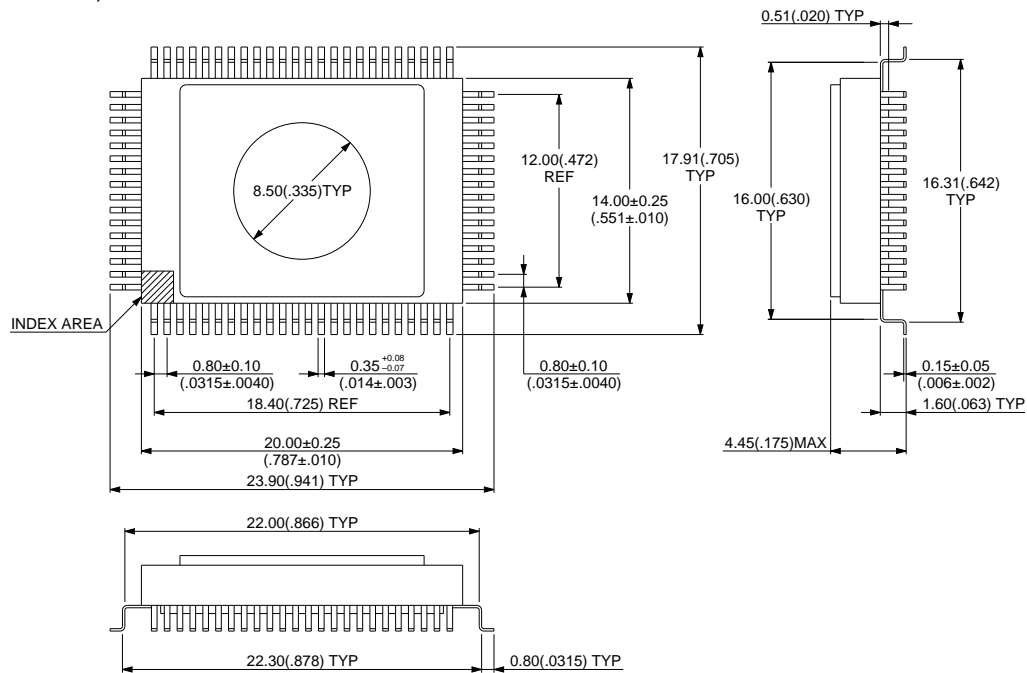 0.51(.020) TYP
8.50(.335)TYP
12.00(.472)
REF
14.00±0.25
(.551±.010)
17.91(.705)
TYP
16.00(.630)
TYP
16.31(.642)
TYP
INDEX AREA
0.80±0.10
(.0315±.0040)
0.35 +0.08 −0.07
(.014±.003)
0.80±0.10
(.0315±.0040)
0.15±0.05
(.006±.002)
18.40(.725) REF
1.60(.063) TYP
20.00±0.25
(.787±.010)
4.45(.175)MAX
23.90(.941) TYP
22.00(.866) TYP
22.30(.878) TYP
0.80(.0315) TYP